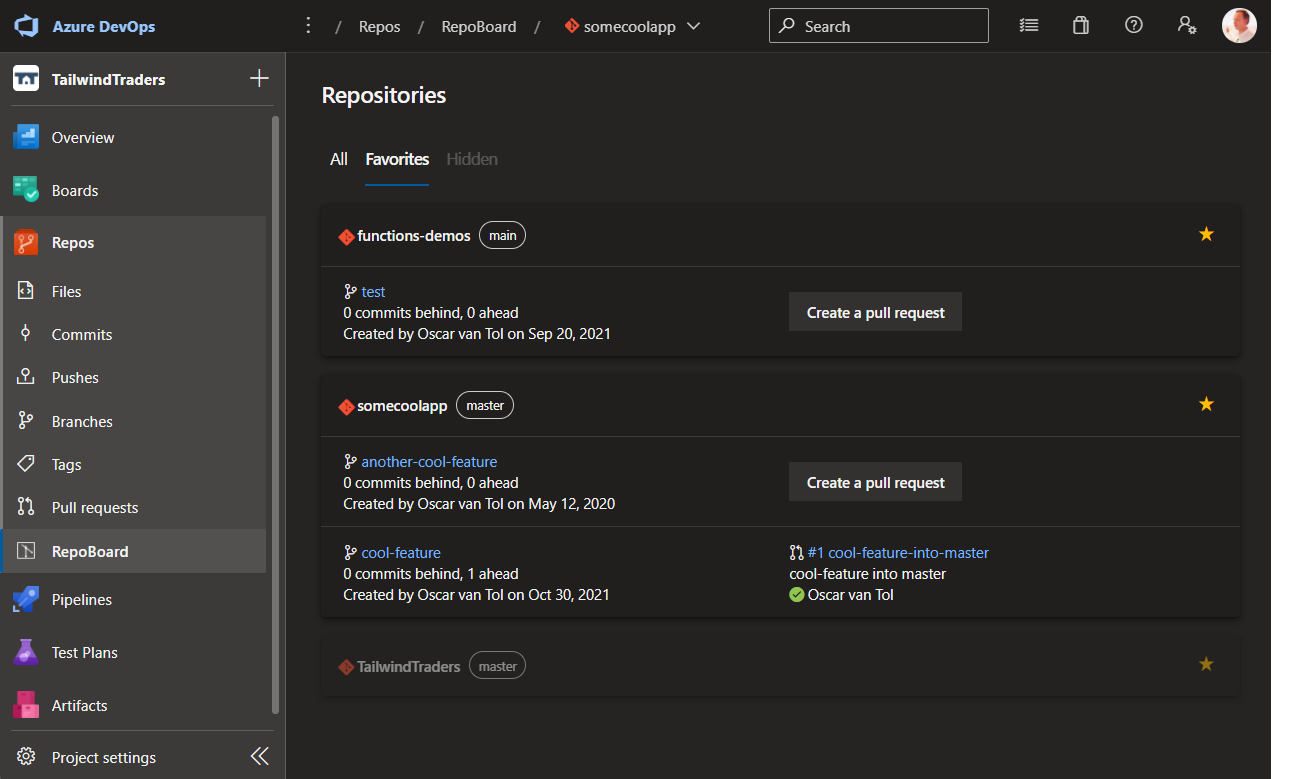 Azure DevOps
/ Repos / RepoBoard / somecoolapp
Search
TailwindTraders
Overview
Boards
Repos
Files
Commits
Pushes
Branches
Tags
Pull requests
RepoBoard
Pipelines
Test Plans
Artifacts
Project settings
Repositories
All Favorites Hidden
functions-demos main
test
0 commits behind, 0 ahead
Created by Oscar van Tol on Sep 20, 2021
Create a pull request
somecoolapp master
another-cool-feature
0 commits behind, 0 ahead
Created by Oscar van Tol on May 12, 2020
Create a pull request
cool-feature
0 commits behind, 1 ahead
Created by Oscar van Tol on Oct 30, 2021
#1 cool-feature-into-master
cool-feature into master
Oscar van Tol
TailwindTraders master